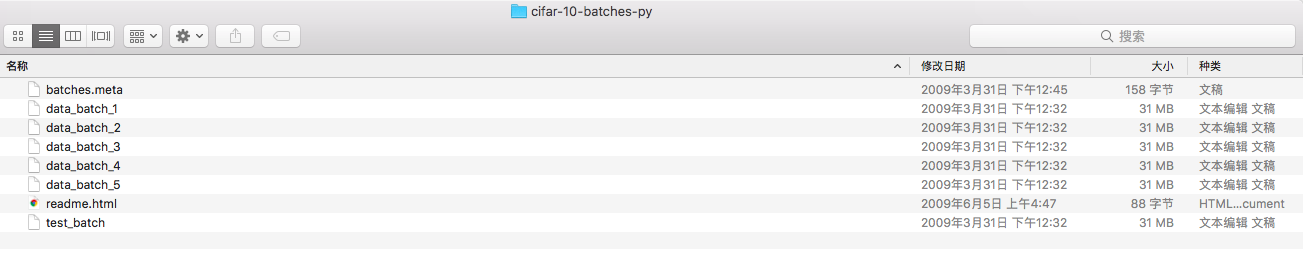 cifar-10-batches-py
搜索
名称 修改日期 大小 种类
batches.meta 2009年3月31日 下午12:45 158 字节 文稿
data_batch_1 2009年3月31日 下午12:32 31 MB 文本编辑 文稿
data_batch_2 2009年3月31日 下午12:32 31 MB 文本编辑 文稿
data_batch_3 2009年3月31日 下午12:32 31 MB 文本编辑 文稿
data_batch_4 2009年3月31日 下午12:32 31 MB 文本编辑 文稿
data_batch_5 2009年3月31日 下午12:32 31 MB 文本编辑 文稿
readme.html 2009年6月5日 上午4:47 88 字节 HTML...cument
test_batch 2009年3月31日 下午12:32 31 MB 文本编辑 文稿